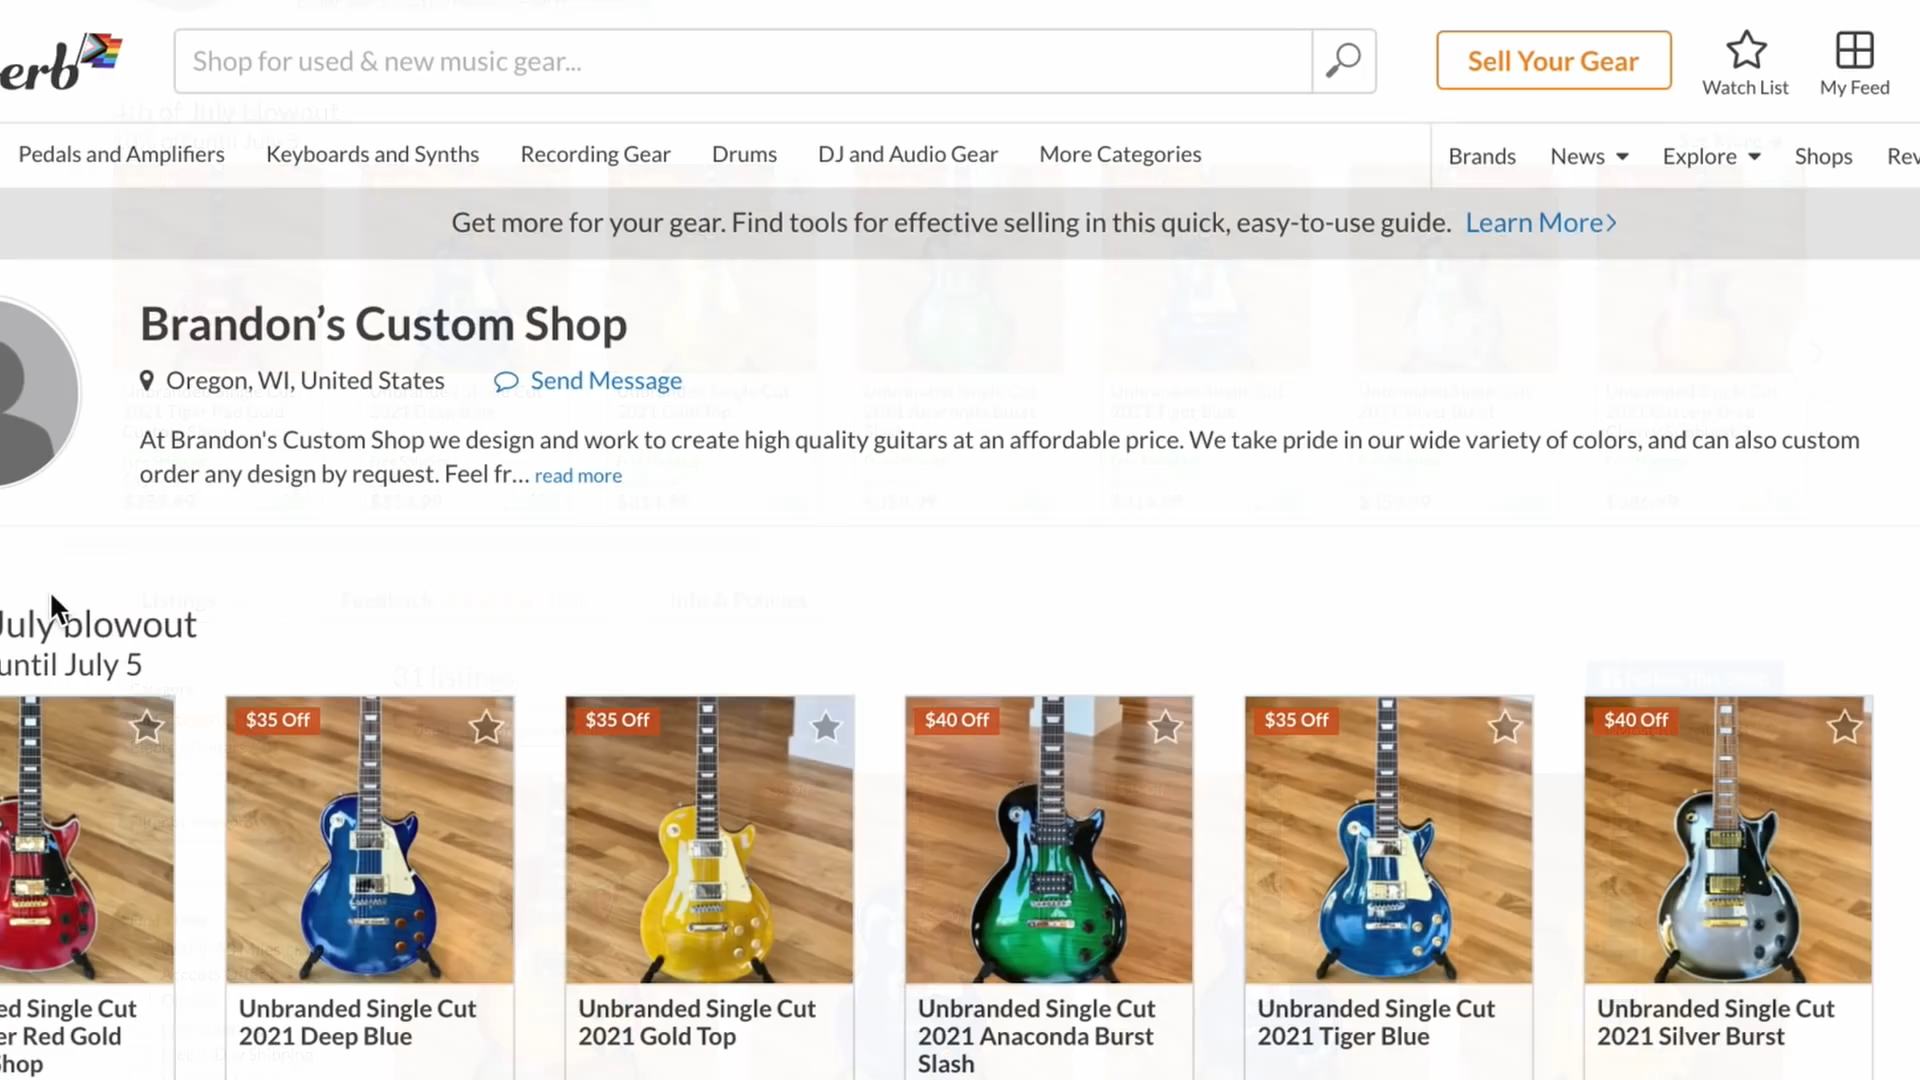 erb
Shop for used & new music gear...
Sell Your Gear
Watch List
My Feed
Pedals and Amplifiers
Keyboards and Synths
Recording Gear
Drums
DJ and Audio Gear
More Categories
Brands
News
Explore
Shops
Rev
Get more for your gear. Find tools for effective selling in this quick, easy-to-use guide. Learn More
Brandon’s Custom Shop
Oregon, WI, United States
Send Message
At Brandon's Custom Shop we design and work to create high quality guitars at an affordable price. We take pride in our wide variety of colors, and can also custom
order any design by request. Feel fr... read more
July blowout
until July 5
31 listings
$35 Off
$35 Off
$40 Off
$35 Off
$40 Off
ed Single Cut
er Red Gold
Shop
Unbranded Single Cut
2021 Deep Blue
Unbranded Single Cut
2021 Gold Top
Unbranded Single Cut
2021 Anaconda Burst
Slash
Unbranded Single Cut
2021 Tiger Blue
Unbranded Single Cut
2021 Silver Burst